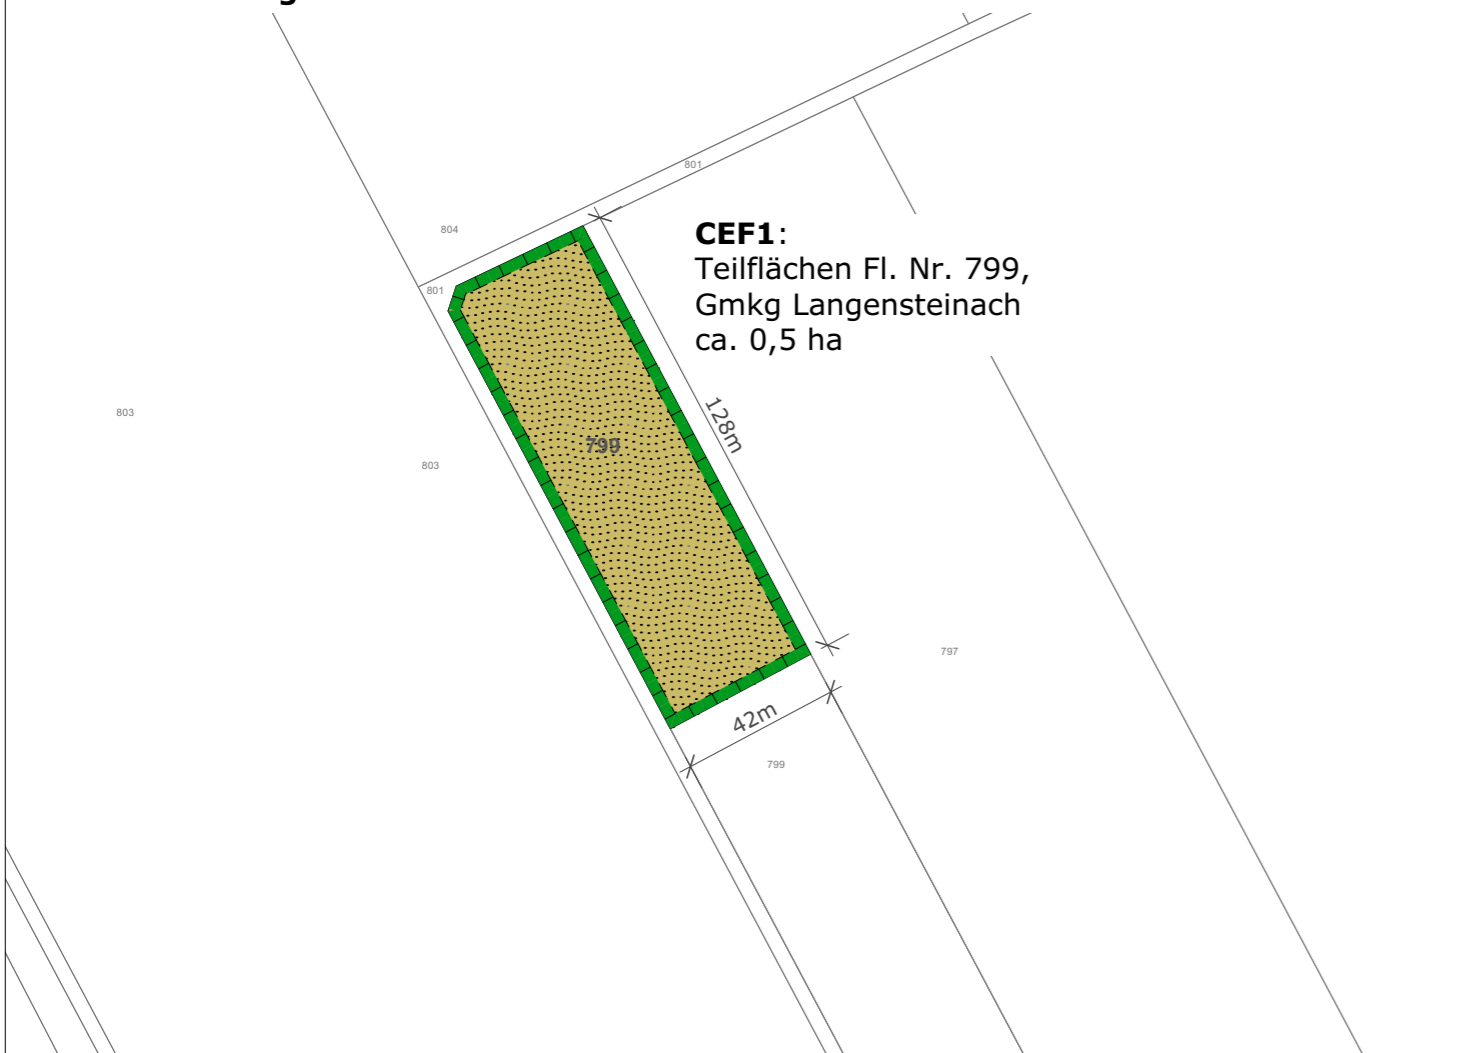 801
804
CEF1:
Teilflächen Fl. Nr. 799,
Gmkg Langensteinach
ca. 0,5 ha
801
128m
803
799
803
797
42m
799